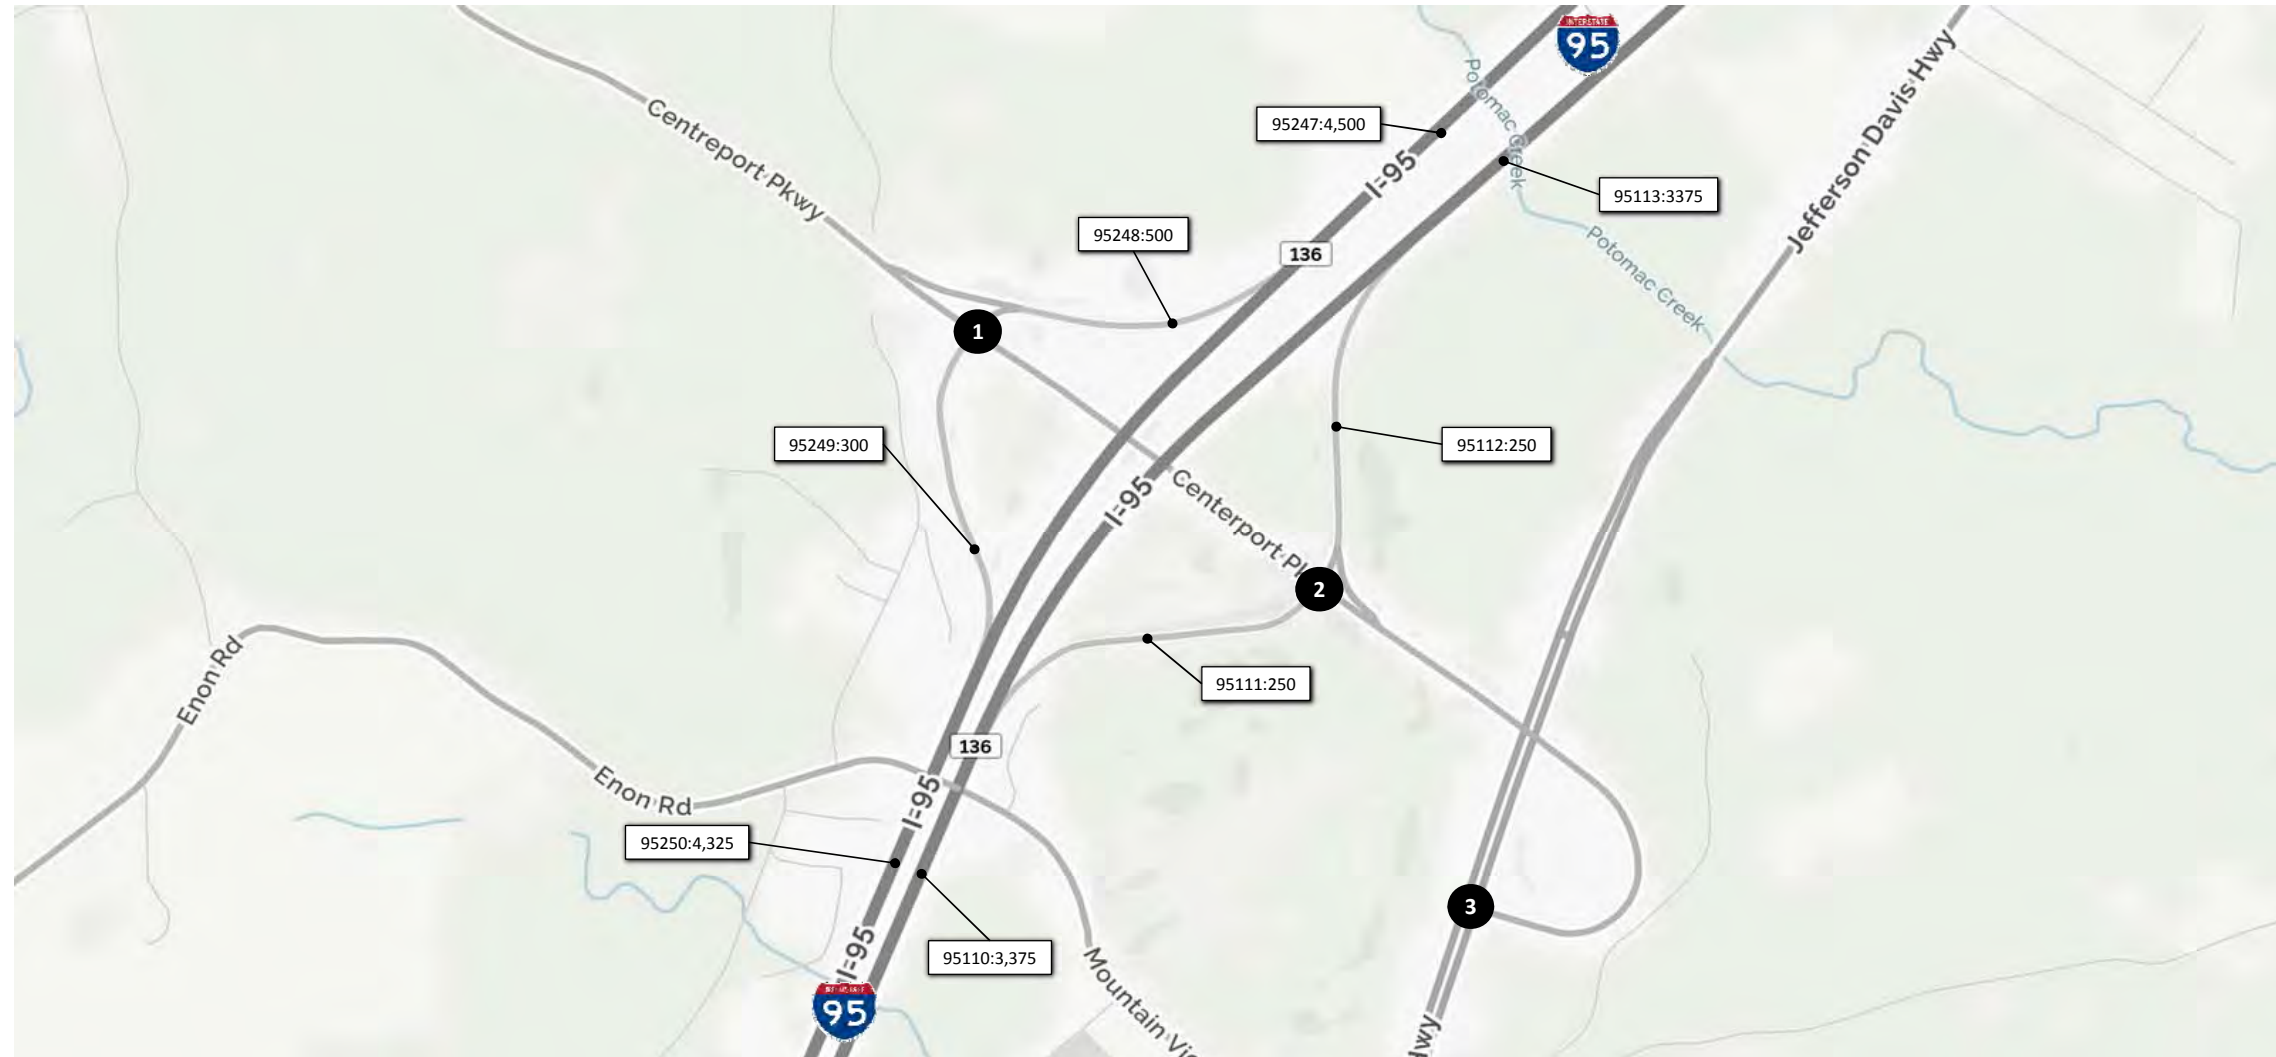 INTERSTATE
95
Potomac Creek
Jefferson Davis Hwy
Centreport Pkwy
95247:4,500
I-95
95113:3375
95248:500
136
Potomac Creek
1
95249:300
95112:250
I-95
Centerport
2
95111:250
Enon Rd
136
Enon Rd
I-95
95250:4,325
3
I-95
95110:3,375
Mountain
95
Hwy